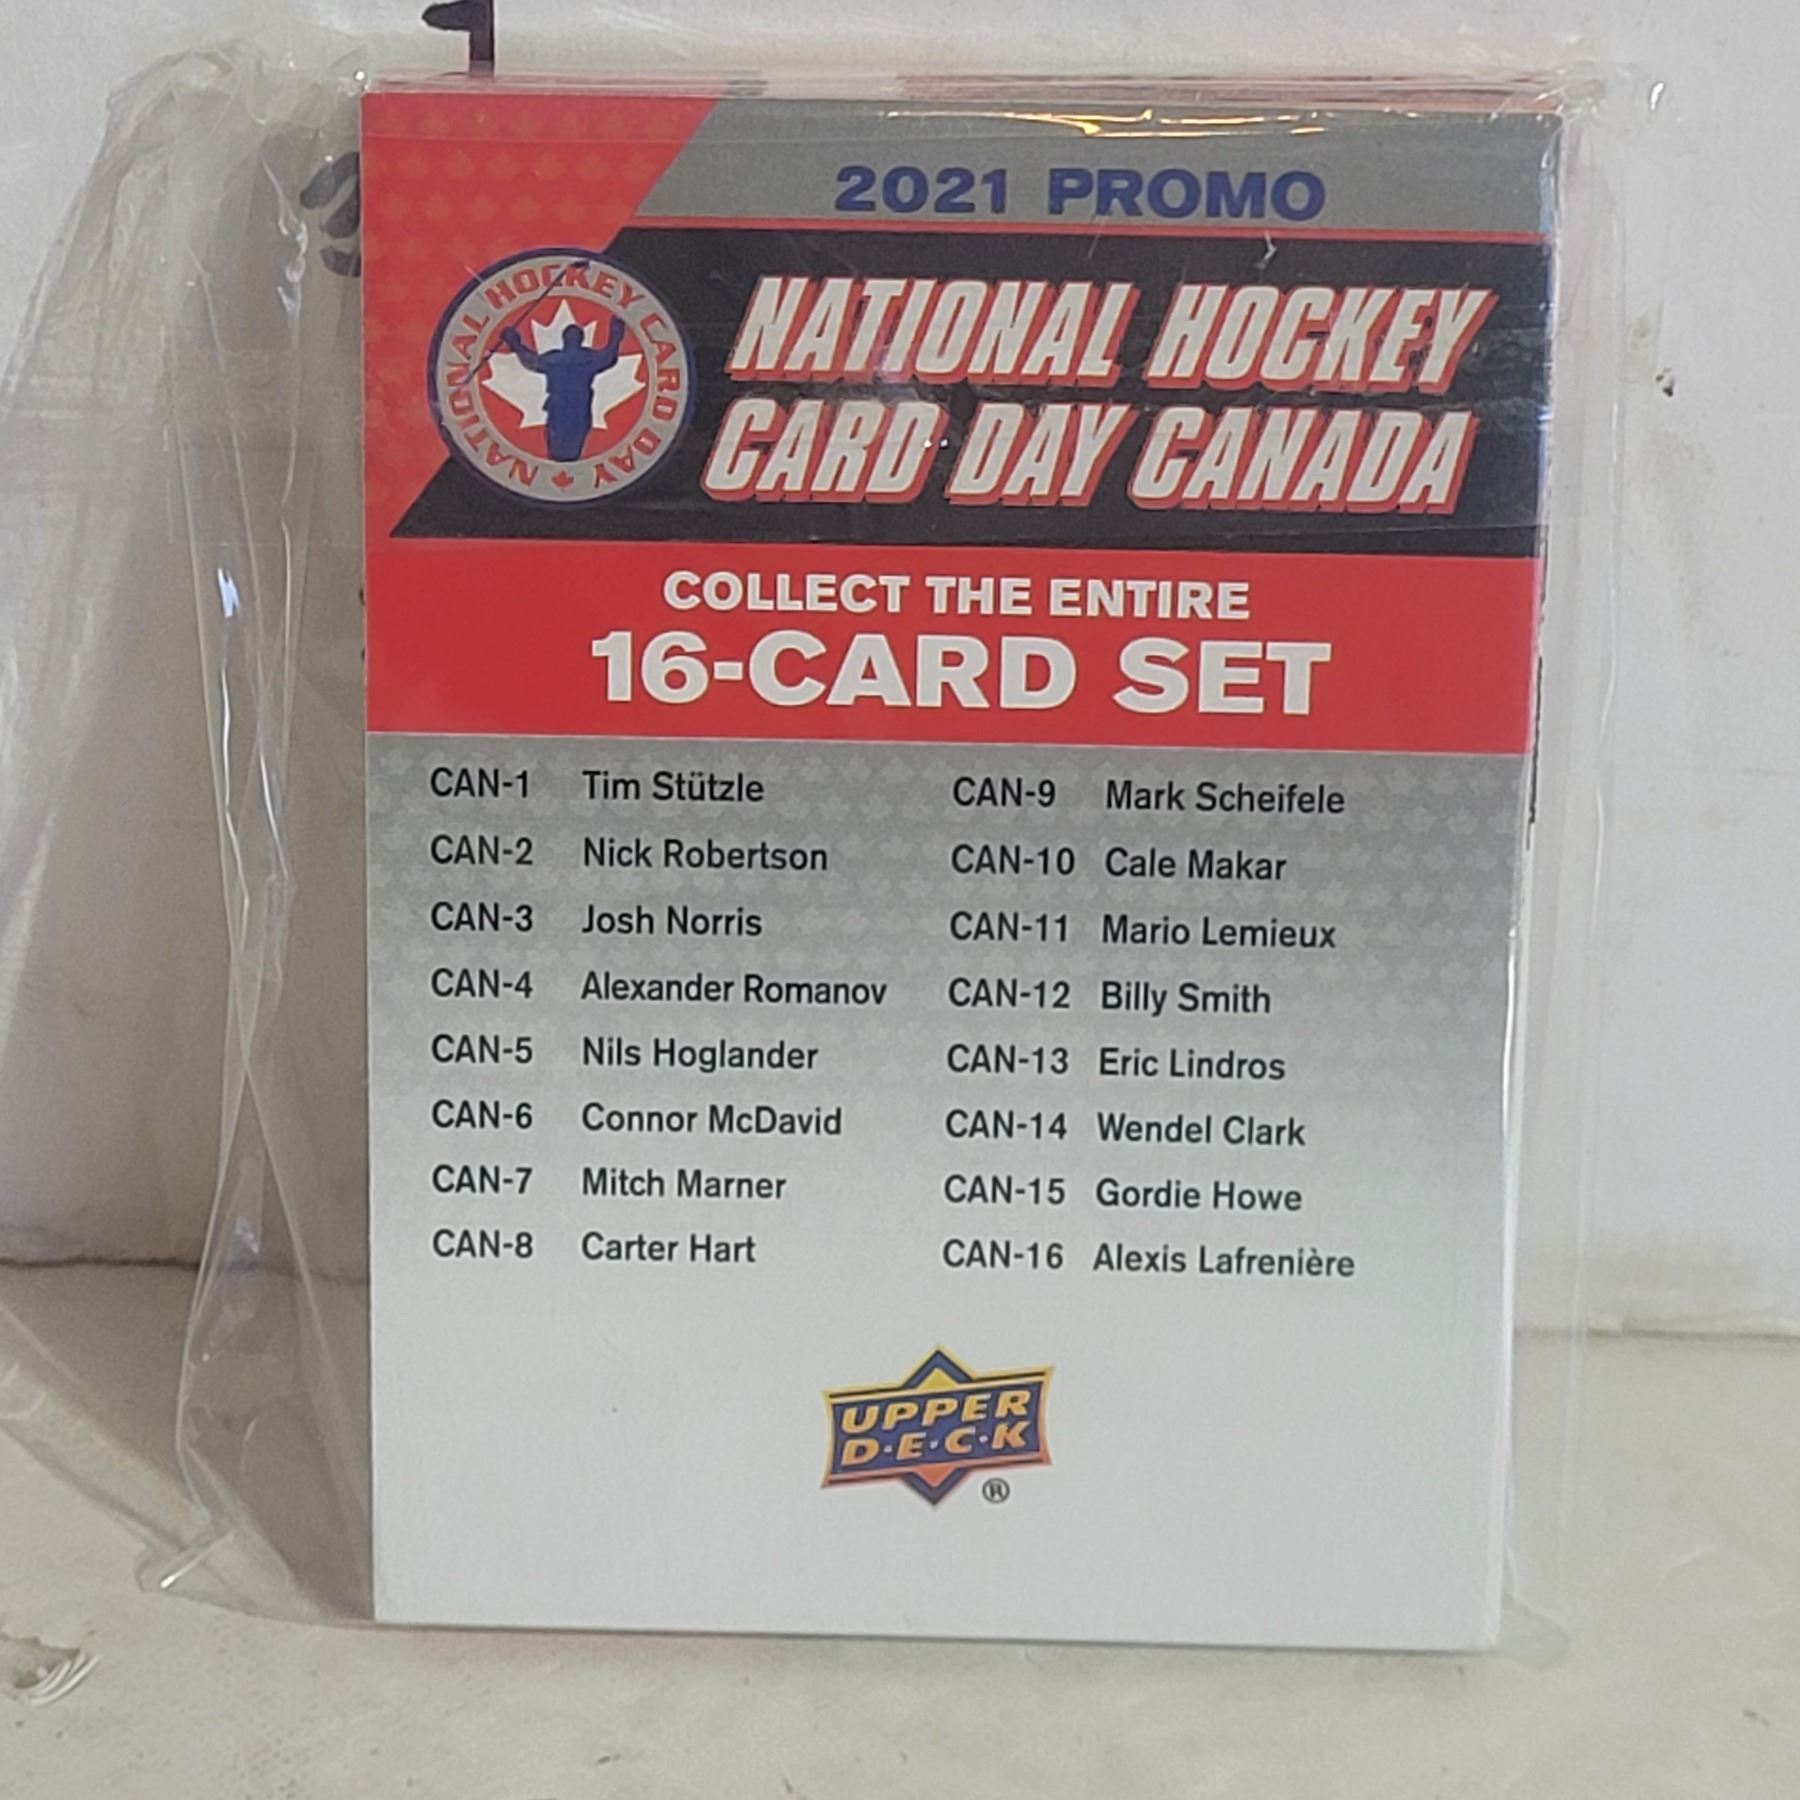 2021 PROMO
NATIONAL HOCKEY CARD DAY
NATIONAL HOCKEY
CARD DAY CANADA
COLLECT THE ENTIRE
16-CARD SET
CAN-1 Tim Stützle
CAN-2 Nick Robertson
CAN-3 Josh Norris
CAN-4 Alexander Romanov
CAN-5 Nils Hoglander
CAN-6 Connor McDavid
CAN-7 Mitch Marner
CAN-8 Carter Hart
CAN-9 Mark Scheifele
CAN-10 Cale Makar
CAN-11 Mario Lemieux
CAN-12 Billy Smith
CAN-13 Eric Lindros
CAN-14 Wendel Clark
CAN-15 Gordie Howe
CAN-16 Alexis Lafrenière
UPPER
D·E·C·K
®